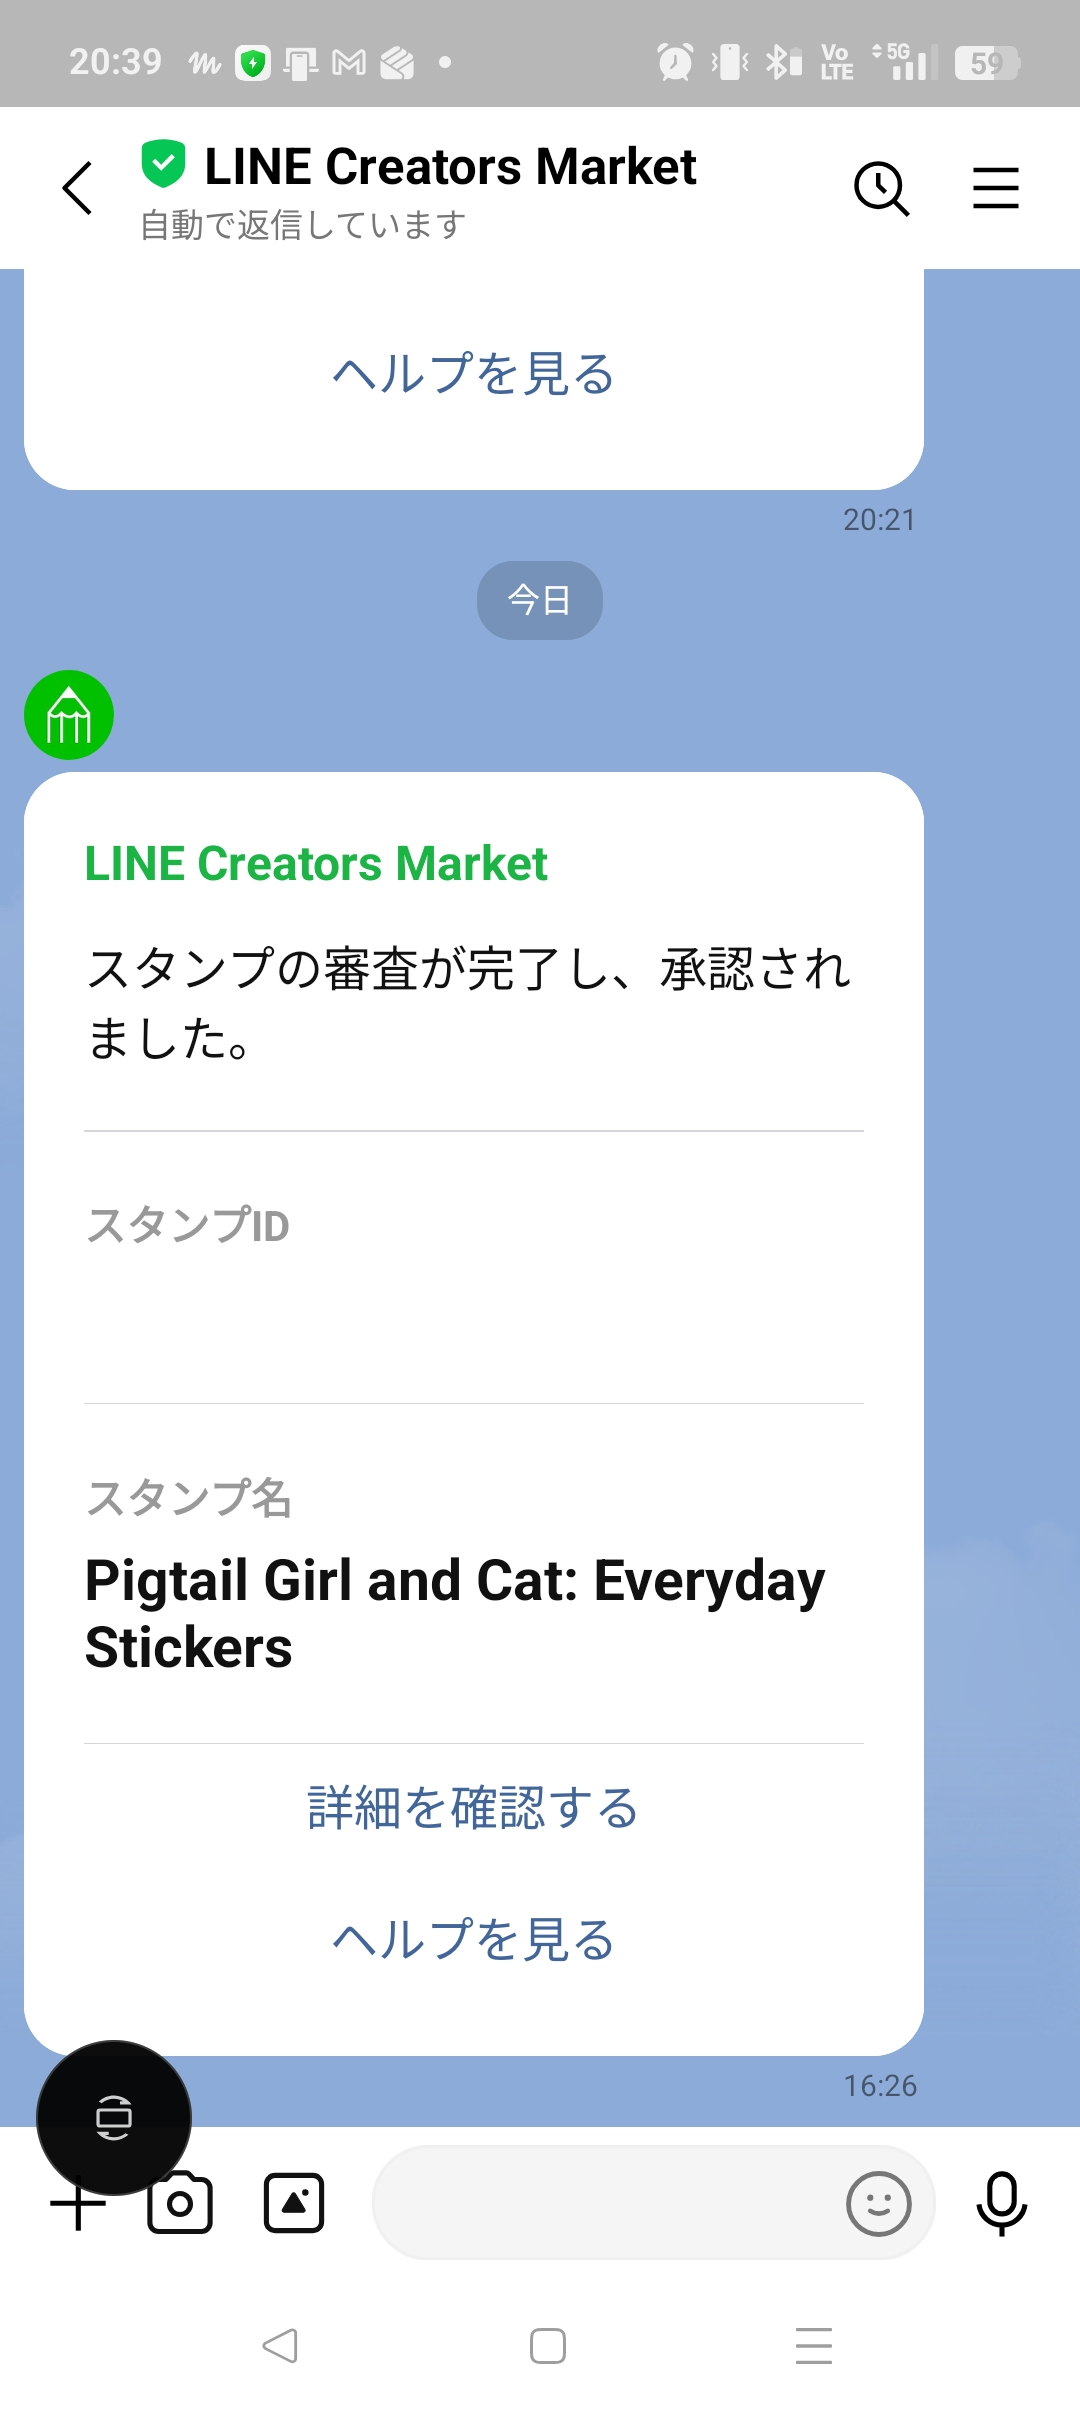 20:39
Vo LTE
5G
59
LINE Creators Market
自動で返信しています
ヘルプを見る
20:21
今日
LINE Creators Market
スタンプの審査が完了し、承認され
ました。
スタンプID
スタンプ名
Pigtail Girl and Cat: Everyday
Stickers
詳細を確認する
ヘルプを見る
16:26